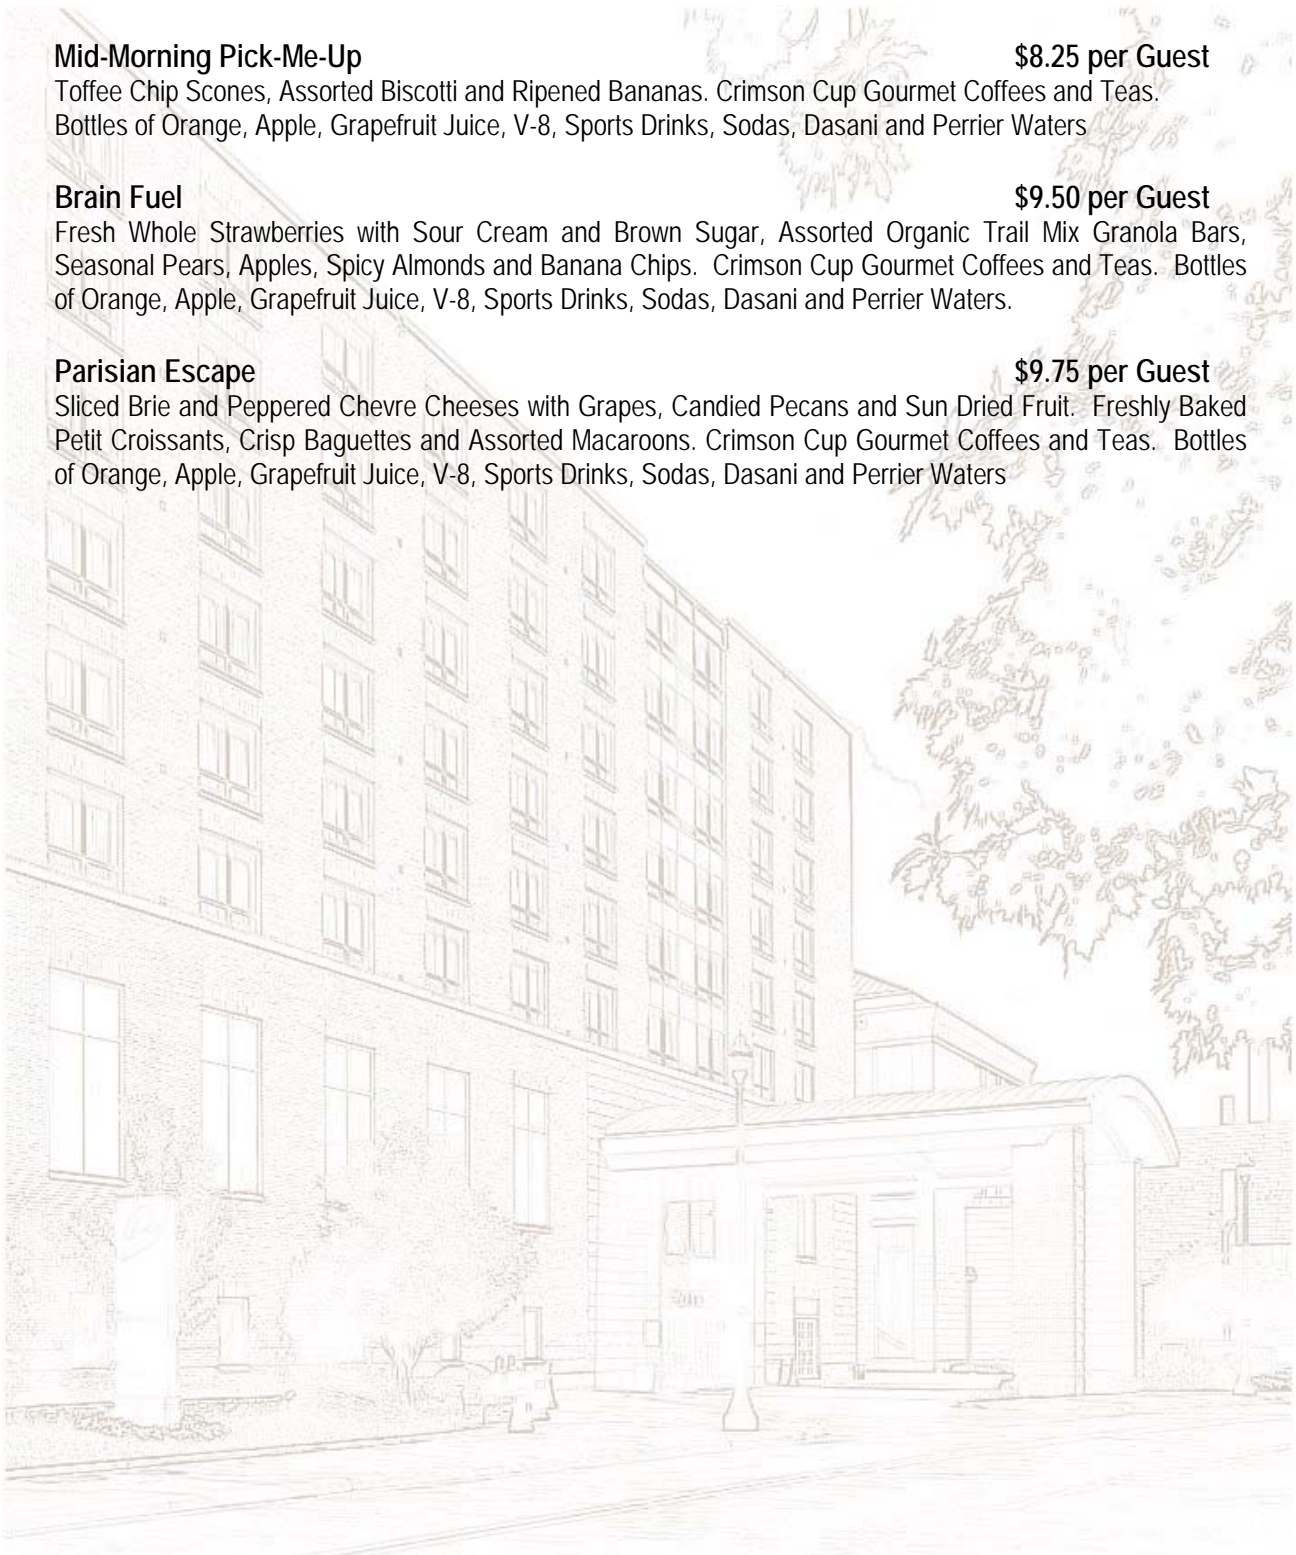 Mid-Morning Pick-Me-Up $8.25 per Guest
Toffee Chip Scones, Assorted Biscotti and Ripened Bananas. Crimson Cup Gourmet Coffees and Teas.
Bottles of Orange, Apple, Grapefruit Juice, V-8, Sports Drinks, Sodas, Dasani and Perrier Waters
Brain Fuel $9.50 per Guest
Fresh Whole Strawberries with Sour Cream and Brown Sugar, Assorted Organic Trail Mix Granola Bars,
Seasonal Pears, Apples, Spicy Almonds and Banana Chips. Crimson Cup Gourmet Coffees and Teas. Bottles
of Orange, Apple, Grapefruit Juice, V-8, Sports Drinks, Sodas, Dasani and Perrier Waters.
Parisian Escape $9.75 per Guest
Sliced Brie and Peppered Chevre Cheeses with Grapes, Candied Pecans and Sun Dried Fruit. Freshly Baked
Petit Croissants, Crisp Baguettes and Assorted Macaroons. Crimson Cup Gourmet Coffees and Teas. Bottles
of Orange, Apple, Grapefruit Juice, V-8, Sports Drinks, Sodas, Dasani and Perrier Waters